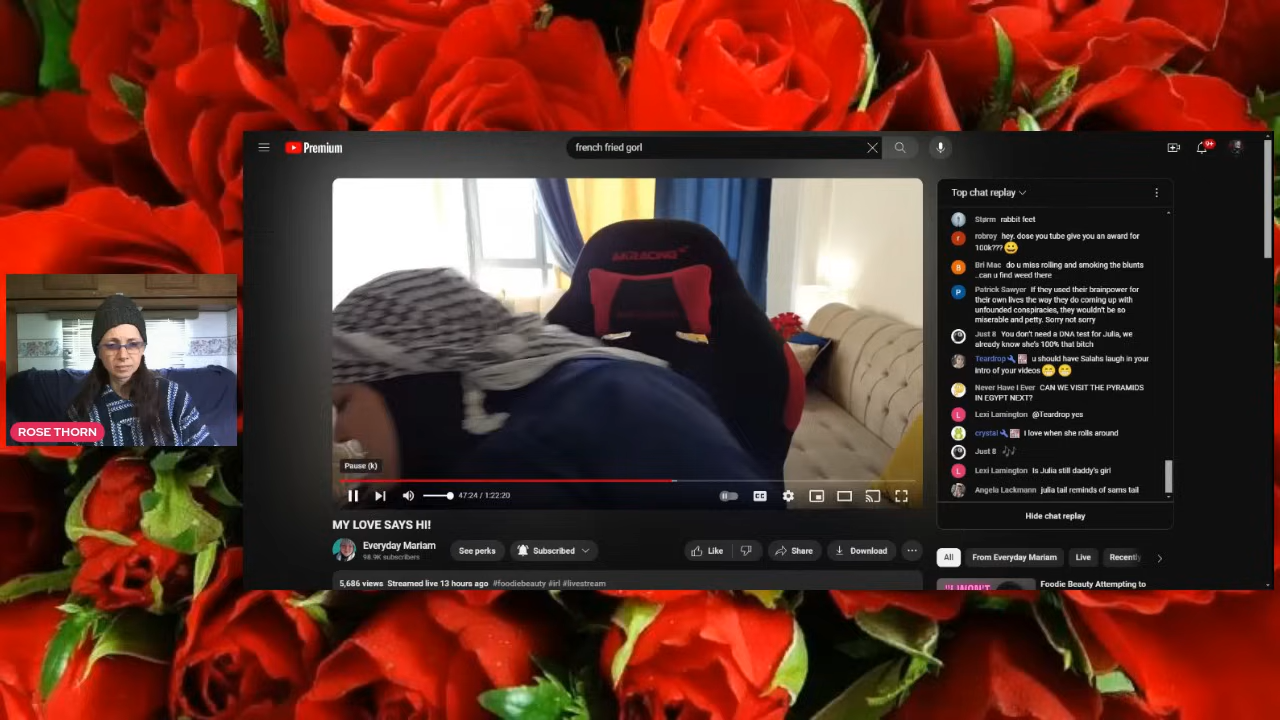 Premium
french fried gorl
9+
AKRACING
Pause (k)
47:24 / 1:22:20
CC
MY LOVE SAYS HI!
Everyday Mariam
98.9K subscribers
See perks
Subscribed
Like
Share
Download
5,686 views Streamed live 13 hours ago #foodiebeauty #irl #livestream
Top chat replay
Størm rabbit feet
robroy hey. dose you tube give you an award for
100k??? 😀
Bri Mac do u miss rolling and smoking the blunts
..can u find weed there
Patrick Sawyer If they used their brainpower for
their own lives the way they do coming up with
unfounded conspiracies, they wouldn't be so
miserable and petty. Sorry not sorry
Just 8 You don't need a DNA test for Julia, we
already know she's 100% that bitch
Teardrop u should have Salahs laugh in your
intro of your videos 😁 😁
Never Have I Ever CAN WE VISIT THE PYRAMIDS
IN EGYPT NEXT?
Lexi Lamington @Teardrop yes
crystal I love when she rolls around
Just 8 🎶
Lexi Lamington Is Julia still daddy's girl
Angela Lackmann julia tail reminds of sams tail
Hide chat replay
All
From Everyday Mariam
Live
Recently
Foodie Beauty Attempting to
"I WON'T
ROSE THORN